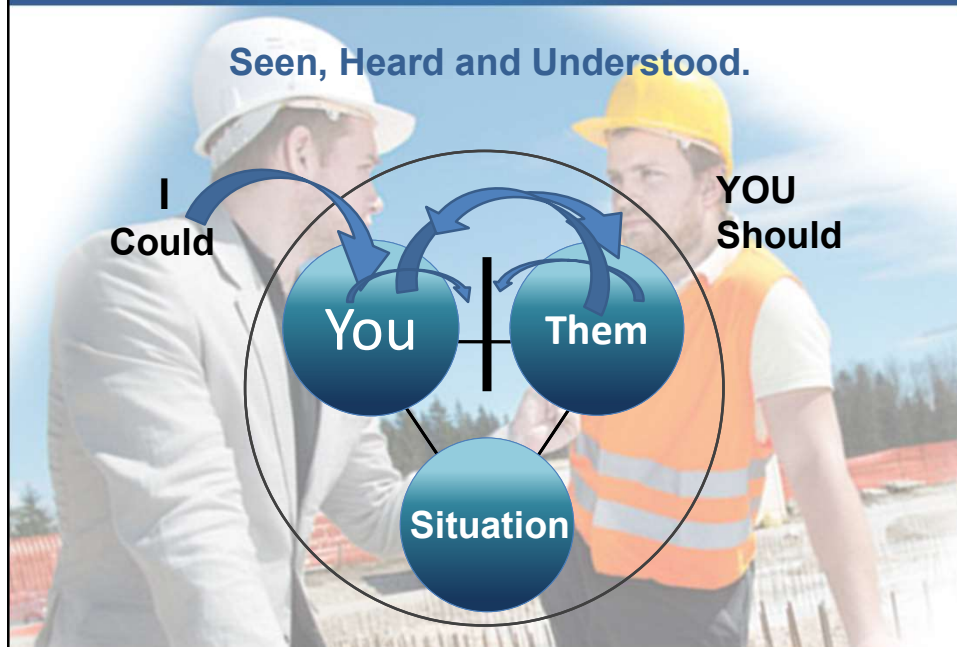 Seen, Heard and Understood.
I
Could
YOU
Should
You
Them
Situation